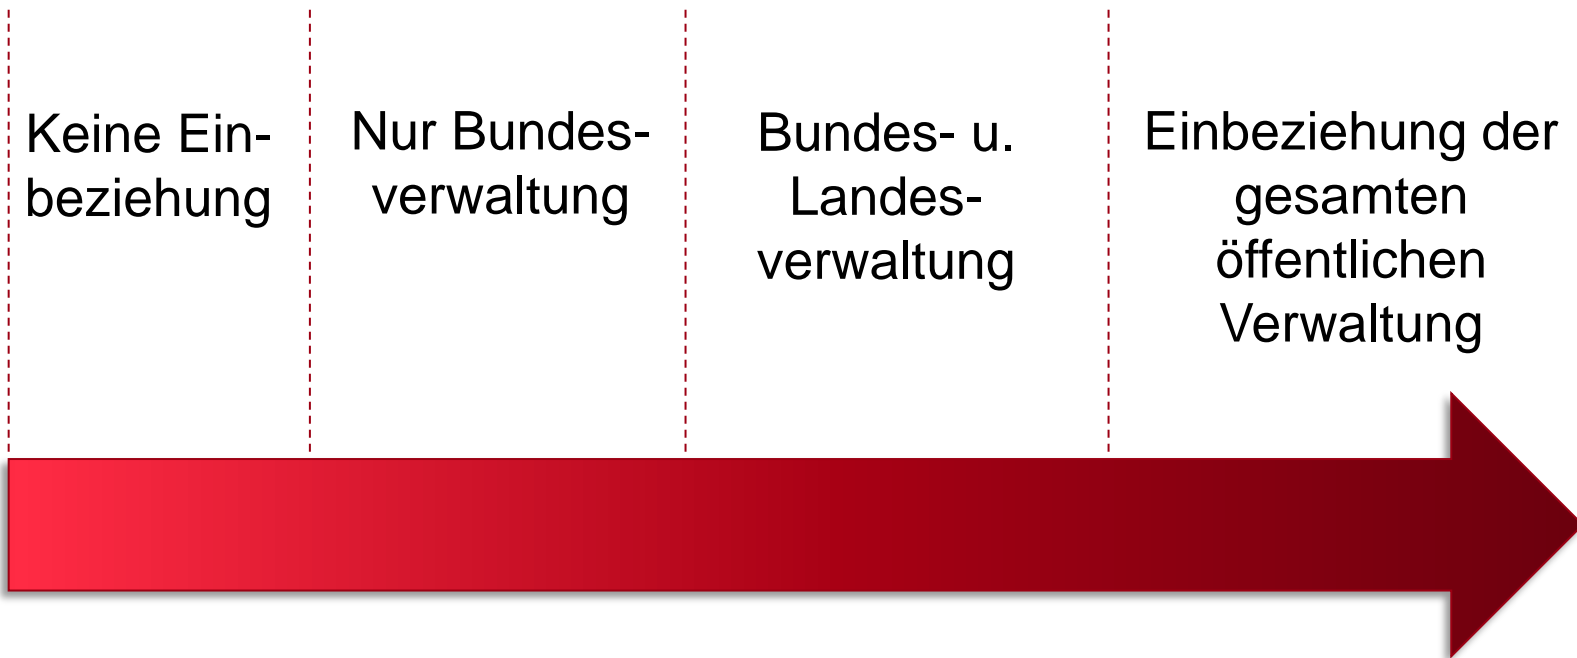 Keine Ein-
beziehung
Nur Bundes-
verwaltung
Bundes- u.
Landes-
verwaltung
Einbeziehung der
gesamten
öffentlichen
Verwaltung